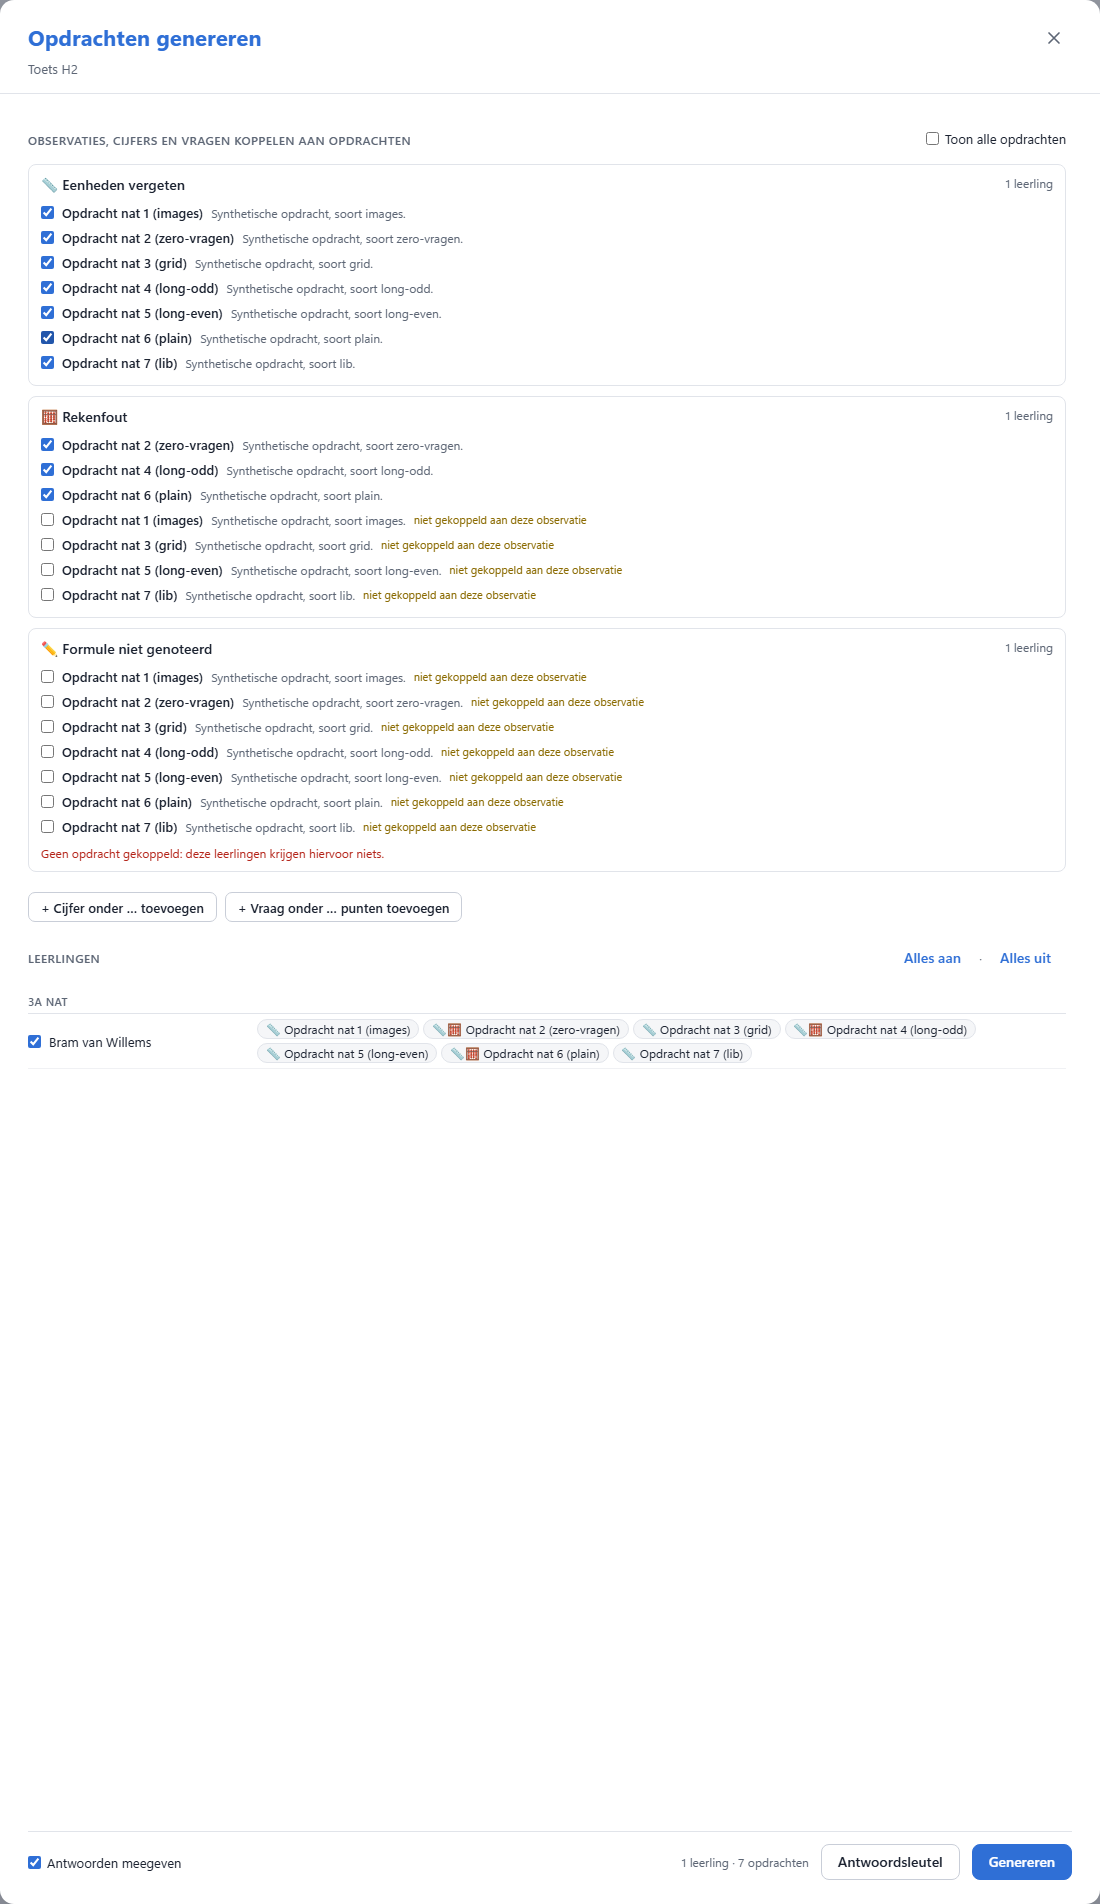 Opdrachten genereren
Toets H2
OBSERVATIES, CIJFERS EN VRAGEN KOPPELEN AAN OPDRACHTEN
Toon alle opdrachten
Eenheden vergeten
1 leerling
Opdracht nat 1 (images) Synthetische opdracht, soort images.
Opdracht nat 2 (zero-vragen) Synthetische opdracht, soort zero-vragen.
Opdracht nat 3 (grid) Synthetische opdracht, soort grid.
Opdracht nat 4 (long-odd) Synthetische opdracht, soort long-odd.
Opdracht nat 5 (long-even) Synthetische opdracht, soort long-even.
Opdracht nat 6 (plain) Synthetische opdracht, soort plain.
Opdracht nat 7 (lib) Synthetische opdracht, soort lib.
Rekenfout
1 leerling
Opdracht nat 2 (zero-vragen) Synthetische opdracht, soort zero-vragen.
Opdracht nat 4 (long-odd) Synthetische opdracht, soort long-odd.
Opdracht nat 6 (plain) Synthetische opdracht, soort plain.
Opdracht nat 1 (images) Synthetische opdracht, soort images. niet gekoppeld aan deze observatie
Opdracht nat 3 (grid) Synthetische opdracht, soort grid. niet gekoppeld aan deze observatie
Opdracht nat 5 (long-even) Synthetische opdracht, soort long-even. niet gekoppeld aan deze observatie
Opdracht nat 7 (lib) Synthetische opdracht, soort lib. niet gekoppeld aan deze observatie
Formule niet genoteerd
1 leerling
Opdracht nat 1 (images) Synthetische opdracht, soort images. niet gekoppeld aan deze observatie
Opdracht nat 2 (zero-vragen) Synthetische opdracht, soort zero-vragen. niet gekoppeld aan deze observatie
Opdracht nat 3 (grid) Synthetische opdracht, soort grid. niet gekoppeld aan deze observatie
Opdracht nat 4 (long-odd) Synthetische opdracht, soort long-odd. niet gekoppeld aan deze observatie
Opdracht nat 5 (long-even) Synthetische opdracht, soort long-even. niet gekoppeld aan deze observatie
Opdracht nat 6 (plain) Synthetische opdracht, soort plain. niet gekoppeld aan deze observatie
Opdracht nat 7 (lib) Synthetische opdracht, soort lib. niet gekoppeld aan deze observatie
Geen opdracht gekoppeld: deze leerlingen krijgen hiervoor niets.
+ Cijfer onder ... toevoegen
+ Vraag onder ... punten toevoegen
LEERLINGEN
Alles aan · Alles uit
3A NAT
Bram van Willems
Opdracht nat 1 (images) Opdracht nat 2 (zero-vragen) Opdracht nat 3 (grid) Opdracht nat 4 (long-odd)
Opdracht nat 5 (long-even) Opdracht nat 6 (plain) Opdracht nat 7 (lib)
Antwoorden meegeven
1 leerling · 7 opdrachten
Antwoordsleutel
Genereren